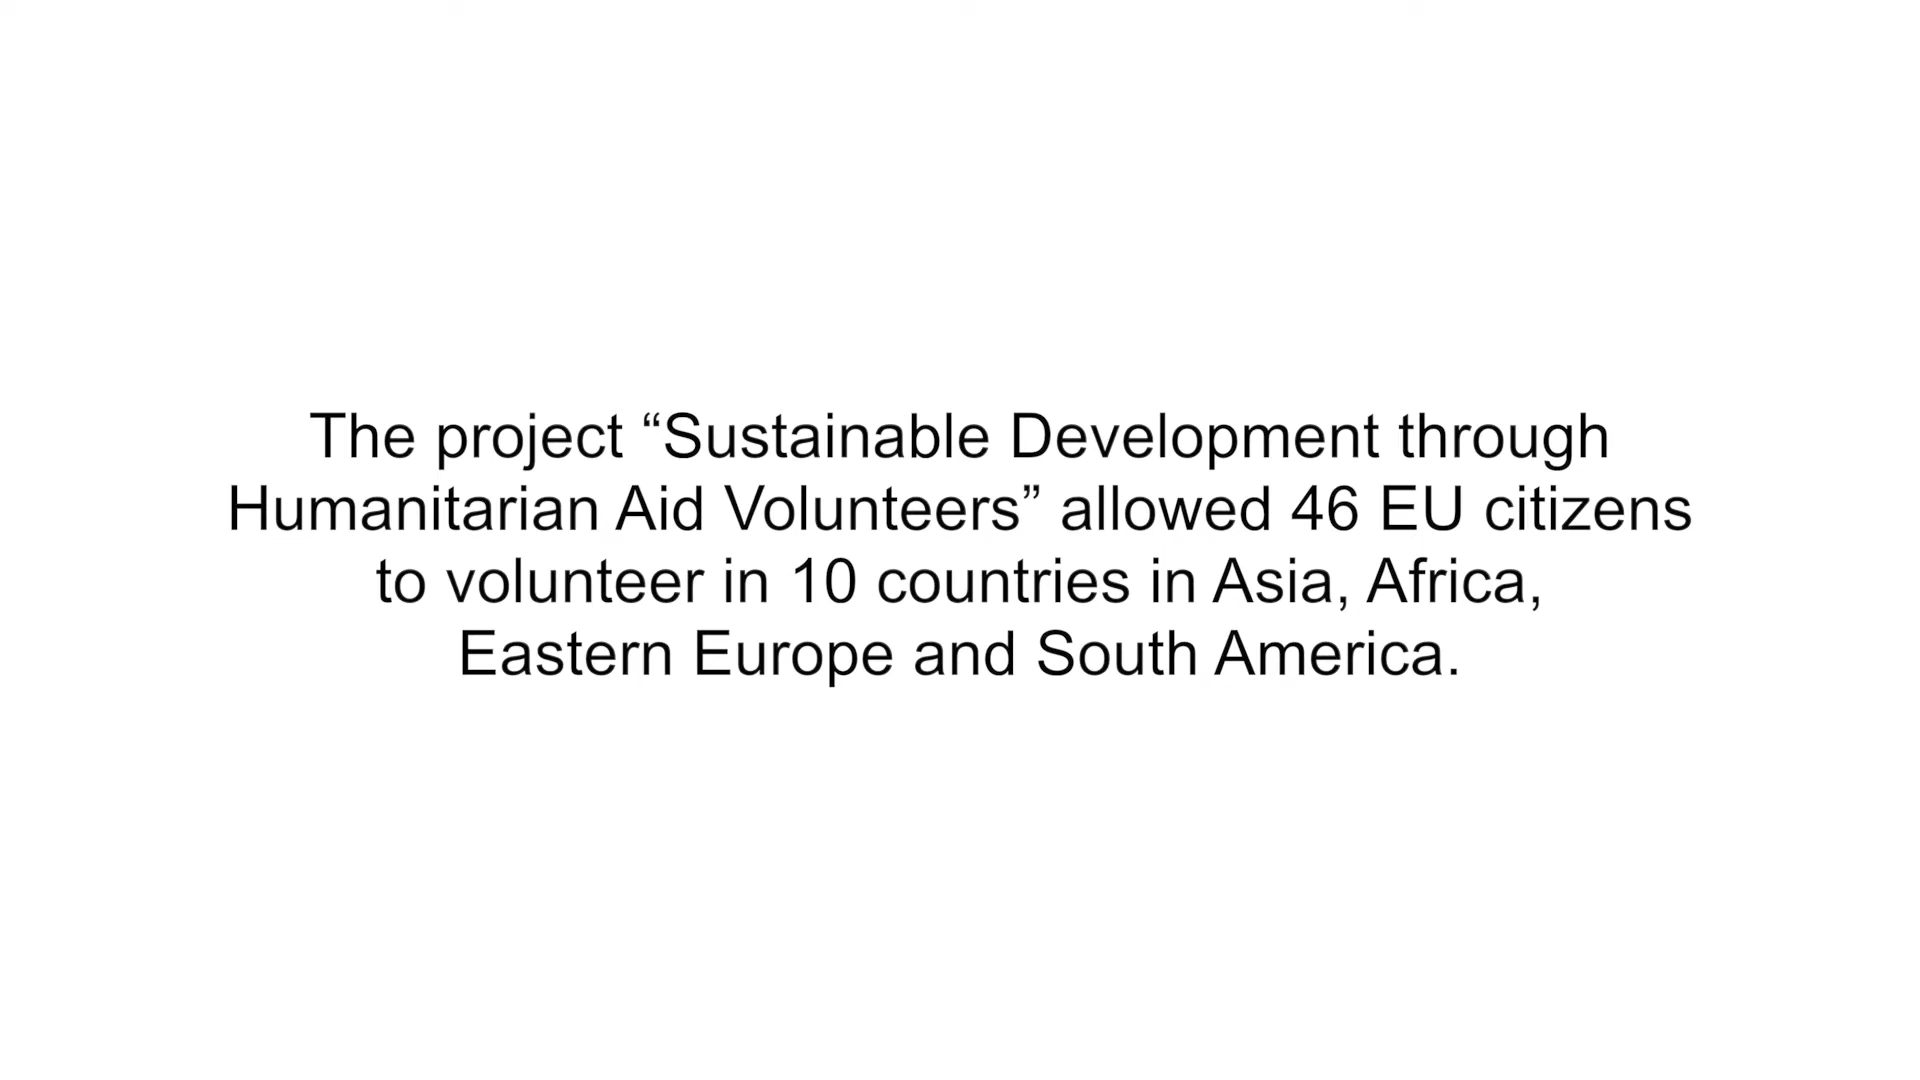 The project “Sustainable Development through
Humanitarian Aid Volunteers” allowed 46 EU citizens
to volunteer in 10 countries in Asia, Africa,
Eastern Europe and South America.